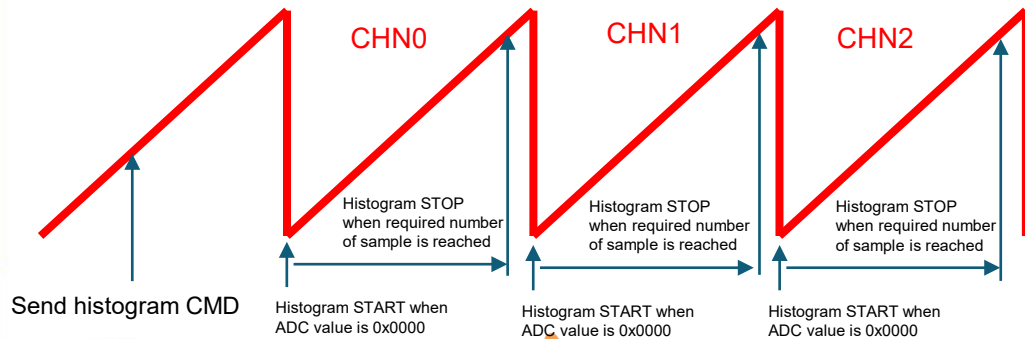 CHN0
CHN1
CHN2
Histogram STOP
when required number
of sample is reached
Histogram STOP
when required number
of sample is reached
Histogram STOP
when required number
of sample is reached
Send histogram CMD
Histogram START when
ADC value is 0x0000
Histogram START when
ADC value is 0x0000
Histogram START when
ADC value is 0x0000